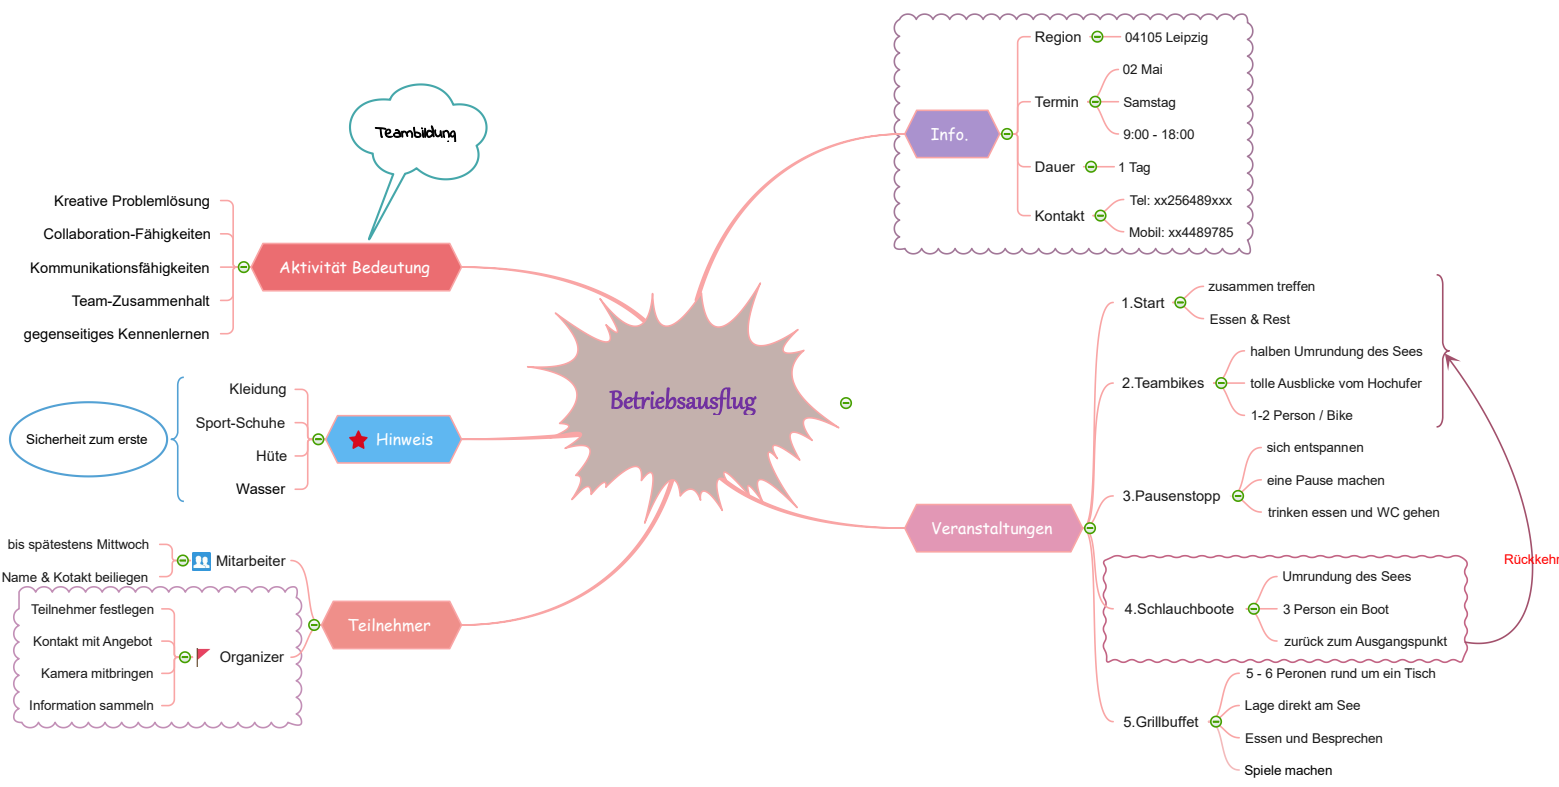 Betriebsausflug
Teambildung
Aktivität Bedeutung
Kreative Problemlösung
Collaboration-Fähigkeiten
Kommunikationsfähigkeiten
Team-Zusammenhalt
gegenseitiges Kennenlernen
Hinweis
Kleidung
Sport-Schuhe
Hüte
Wasser
Sicherheit zum erste
Teilnehmer
Mitarbeiter
bis spätestens Mittwoch
Name & Kotakt beiliegen
Organizer
Teilnehmer festlegen
Kontakt mit Angebot
Kamera mitbringen
Information sammeln
Info.
Region
04105 Leipzig
Termin
02 Mai
Samstag
9:00 - 18:00
Dauer
1 Tag
Kontakt
Tel: xx256489xxx
Mobil: xx4489785
Veranstaltungen
1.Start
zusammen treffen
Essen & Rest
2.Teambikes
halben Umrundung des Sees
tolle Ausblicke vom Hochufer
1-2 Person / Bike
3.Pausenstopp
sich entspannen
eine Pause machen
trinken essen und WC gehen
4.Schlauchboote
Umrundung des Sees
3 Person ein Boot
zurück zum Ausgangspunkt
Rückkehr
5.Grillbuffet
5 - 6 Peronen rund um ein Tisch
Lage direkt am See
Essen und Besprechen
Spiele machen